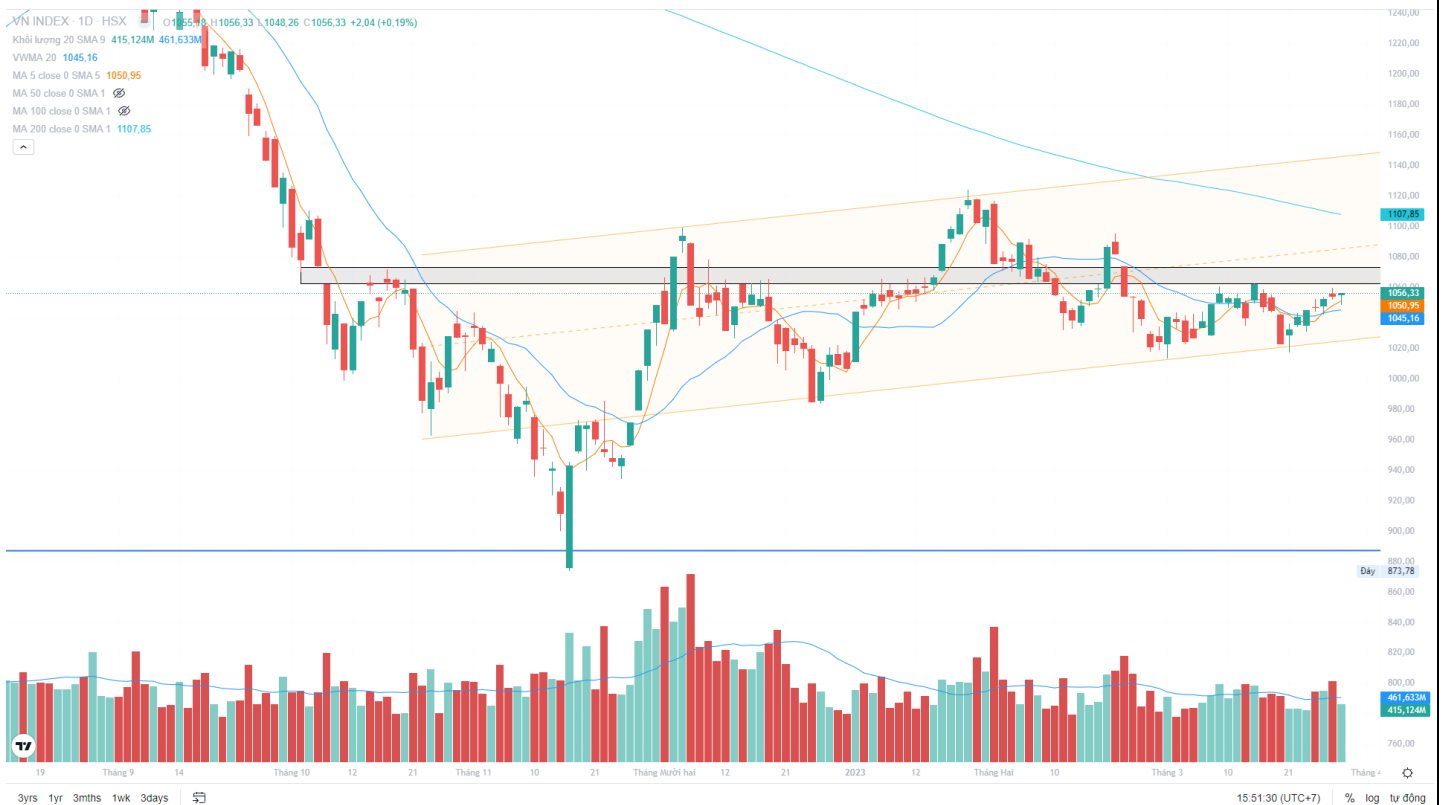 VN INDEX · 1D · HSX O1055,18 H1056,33 L1048,26 C1056,33 +2,04 (+0,19%)
Khối lượng 20 SMA 9 415,124M 461,633M
VWMA 20 1045,16
MA 5 close 0 SMA 5 1050,95
MA 50 close 0 SMA 1
MA 100 close 0 SMA 1
MA 200 close 0 SMA 1 1107,85
1240,00
1220,00
1200,00
1180,00
1160,00
1140,00
1120,00
1107,85
1100,00
1080,00
1060,00
1056,33
1050,95
1045,16
1020,00
1000,00
980,00
960,00
940,00
920,00
900,00
880,00
Đáy 873,78
860,00
840,00
820,00
800,00
461,633M
415,124M
760,00
19 Tháng 9 14 Tháng 10 12 21 Tháng 11 10 21 Tháng Mười hai 12 21 2023 Tháng Hai 10 Tháng 3 10 21 Tháng 4
3yrs 1yr 3mths 1wk 3days 15:51:30 (UTC+7) % log tự động